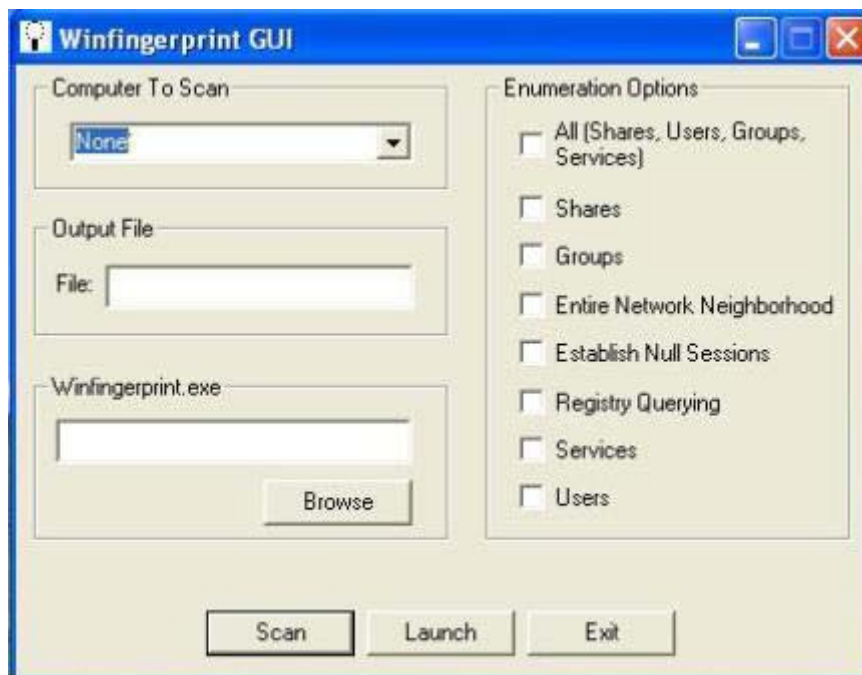 Winfingerprint GUI
Computer To Scan
None
Output File
File:
Winfingerprint.exe
Browse
Enumeration Options
All (Shares, Users, Groups,
Services)
Shares
Groups
Entire Network Neighborhood
Establish Null Sessions
Registry Querying
Services
Users
Scan
Launch
Exit